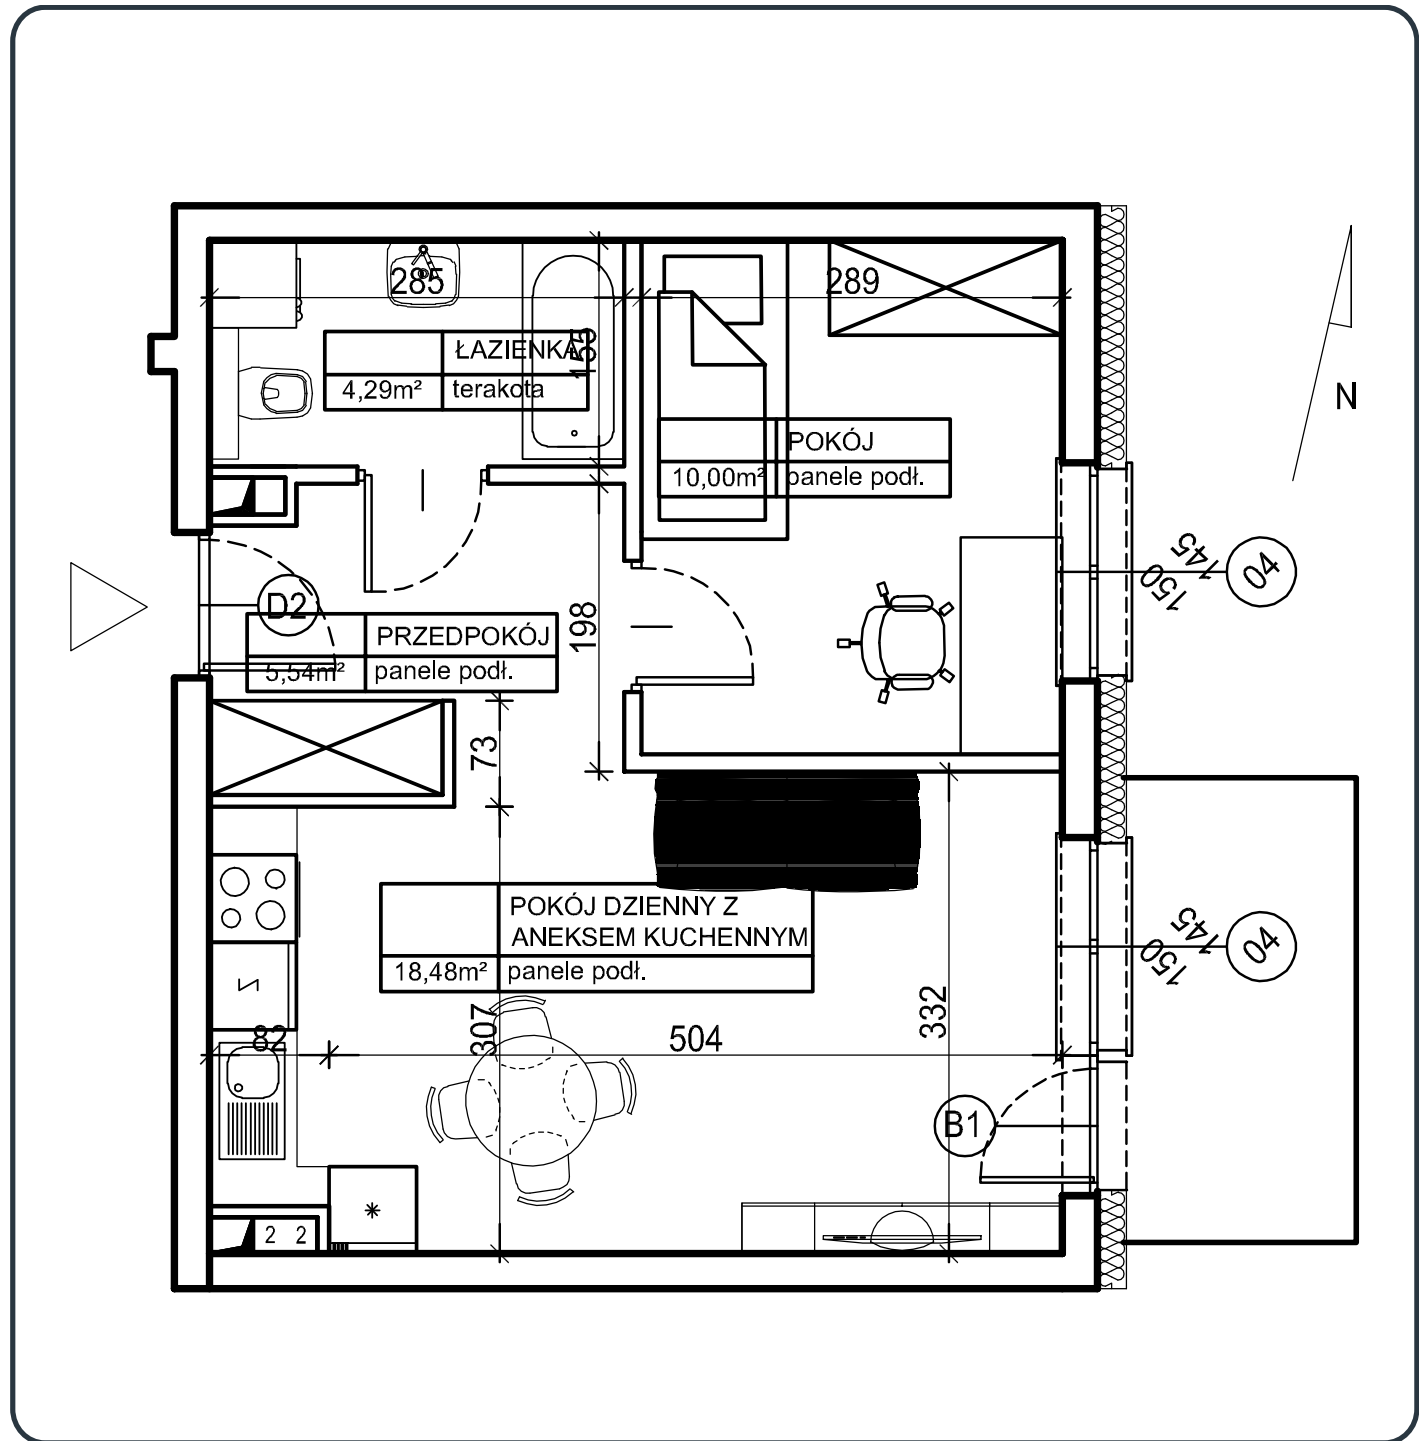 285
289
155
ŁAZIENKA
4,29m² terakota
POKÓJ
10,00m² panele podł.
N
150
145
04
D2
198
PRZEDPOKÓJ
5,54m² panele podł.
73
POKÓJ DZIENNY Z
ANEKSEM KUCHENNYM
18,48m² panele podł.
150
145
04
82
307
504
332
B1
2 2